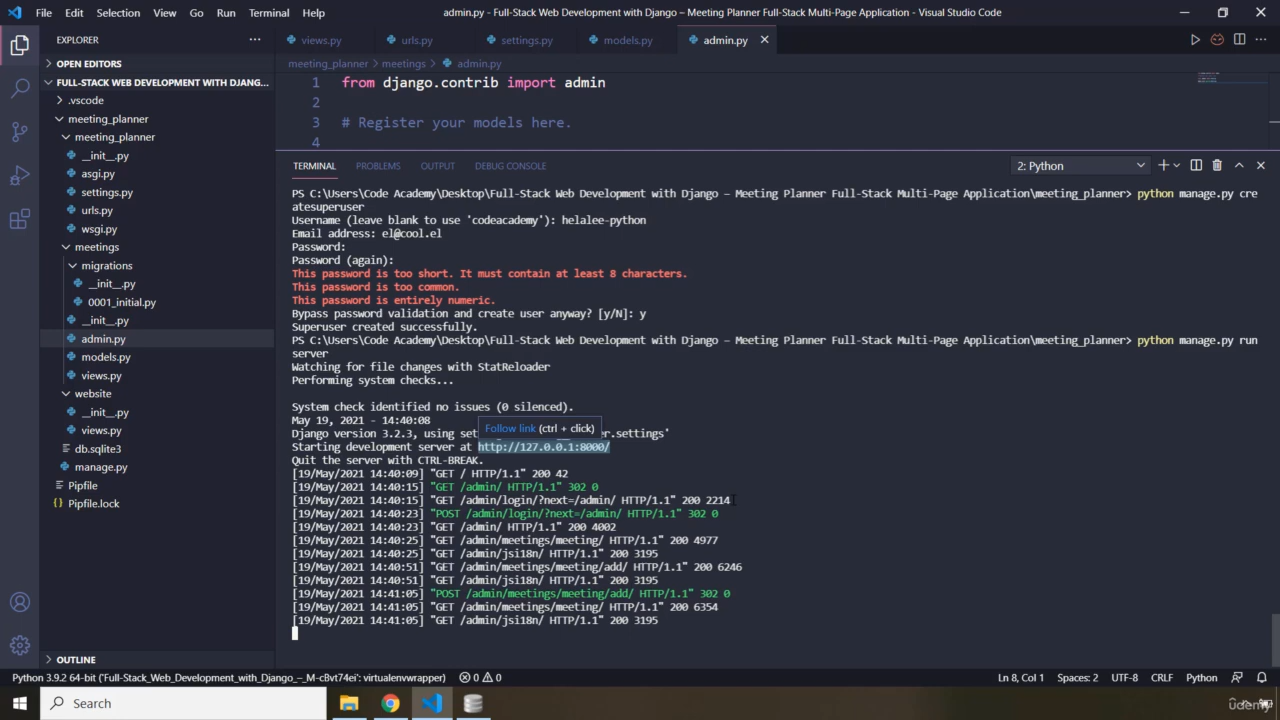 File Edit Selection View Go Run Terminal Help
admin.py - Full-Stack Web Development with Django – Meeting Planner Full-Stack Multi-Page Application - Visual Studio Code
EXPLORER
views.py urls.py settings.py models.py admin.py
OPEN EDITORS
FULL-STACK WEB DEVELOPMENT WITH DJANG...
.vscode
meeting_planner
meeting_planner
__init__.py
asgi.py
settings.py
urls.py
wsgi.py
meetings
migrations
__init__.py
0001_initial.py
__init__.py
admin.py
models.py
views.py
website
__init__.py
views.py
db.sqlite3
manage.py
Pipfile
Pipfile.lock
OUTLINE
meeting_planner > meetings > admin.py
1 from django.contrib import admin
2
3 # Register your models here.
4
TERMINAL PROBLEMS OUTPUT DEBUG CONSOLE
2: Python
PS C:\Users\Code Academy\Desktop\Full-Stack Web Development with Django – Meeting Planner Full-Stack Multi-Page Application\meeting_planner> python manage.py cre
atesuperuser
Username (leave blank to use 'codeacademy'): helalee-python
Email address: el@cool.el
Password:
Password (again):
This password is too short. It must contain at least 8 characters.
This password is too common.
This password is entirely numeric.
Bypass password validation and create user anyway? [y/N]: y
Superuser created successfully.
PS C:\Users\Code Academy\Desktop\Full-Stack Web Development with Django – Meeting Planner Full-Stack Multi-Page Application\meeting_planner> python manage.py run
server
Watching for file changes with StatReloader
Performing system checks...
System check identified no issues (0 silenced).
May 19, 2021 - 14:40:08
Follow link (ctrl + click)
Django version 3.2.3, using set er.settings'
Starting development server at http://127.0.0.1:8000/
Quit the server with CTRL-BREAK.
[19/May/2021 14:40:09] "GET / HTTP/1.1" 200 42
[19/May/2021 14:40:15] "GET /admin/ HTTP/1.1" 302 0
[19/May/2021 14:40:15] "GET /admin/login/?next=/admin/ HTTP/1.1" 200 2214
[19/May/2021 14:40:23] "POST /admin/login/?next=/admin/ HTTP/1.1" 302 0
[19/May/2021 14:40:23] "GET /admin/ HTTP/1.1" 200 4002
[19/May/2021 14:40:25] "GET /admin/meetings/meeting/ HTTP/1.1" 200 4977
[19/May/2021 14:40:25] "GET /admin/jsi18n/ HTTP/1.1" 200 3195
[19/May/2021 14:40:51] "GET /admin/meetings/meeting/add/ HTTP/1.1" 200 6246
[19/May/2021 14:40:51] "GET /admin/jsi18n/ HTTP/1.1" 200 3195
[19/May/2021 14:41:05] "POST /admin/meetings/meeting/add/ HTTP/1.1" 302 0
[19/May/2021 14:41:05] "GET /admin/meetings/meeting/ HTTP/1.1" 200 6354
[19/May/2021 14:41:05] "GET /admin/jsi18n/ HTTP/1.1" 200 3195
Python 3.9.2 64-bit ('Full-Stack_Web_Development_with_Django_–_M-cBvt74ei': virtualenvwrapper) 0 0
Ln 8, Col 1 Spaces: 2 UTF-8 CRLF Python
Search